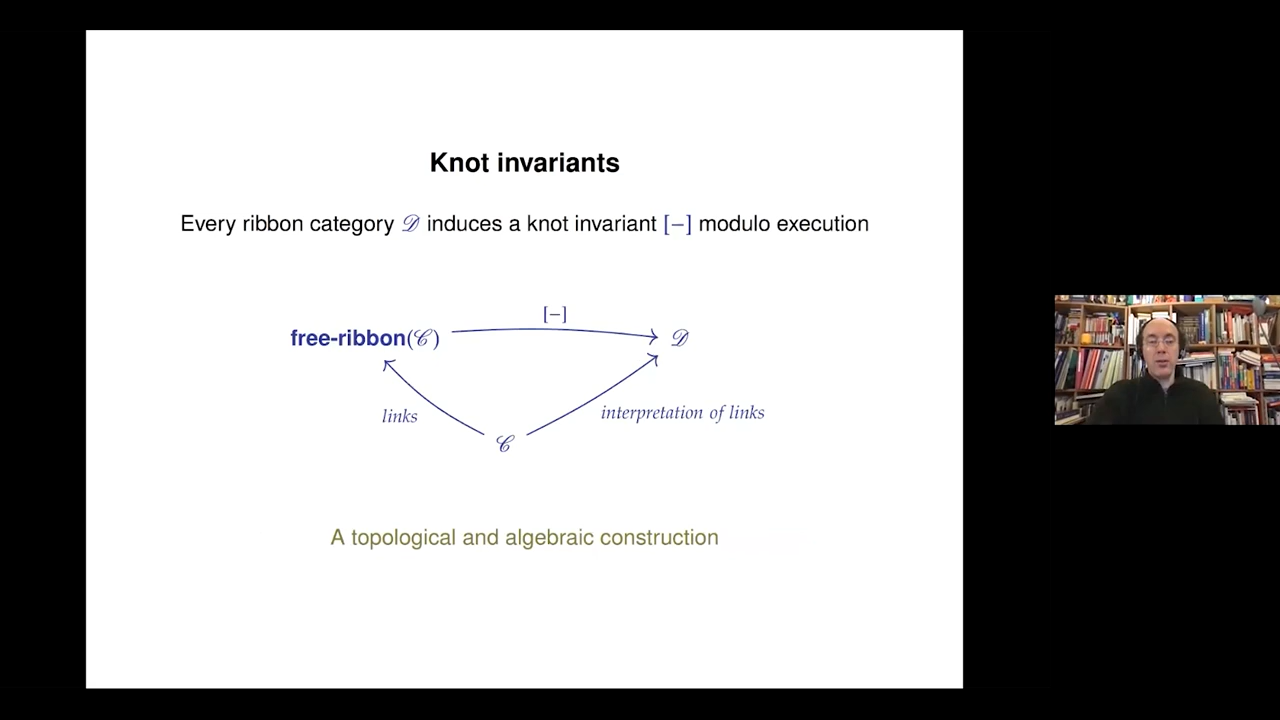 Knot invariants
Every ribbon category 𝒟 induces a knot invariant [−] modulo execution
[−]
free-ribbon(𝒞)
𝒟
links
interpretation of links
𝒞
A topological and algebraic construction